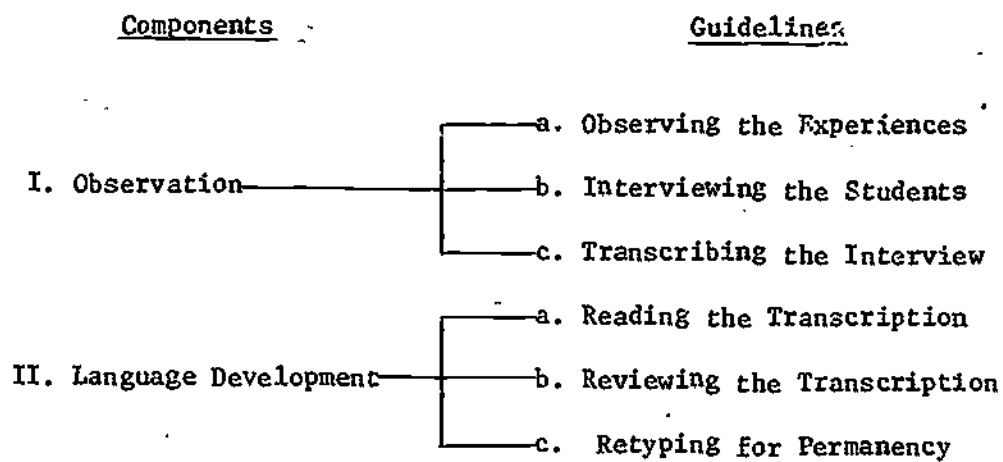 Components Guidelines
a. Observing the Experiences
I. Observation
b. Interviewing the Students
c. Transcribing the Interview
a. Reading the Transcription
II. Language Development
b. Reviewing the Transcription
c. Retyping for Permanency